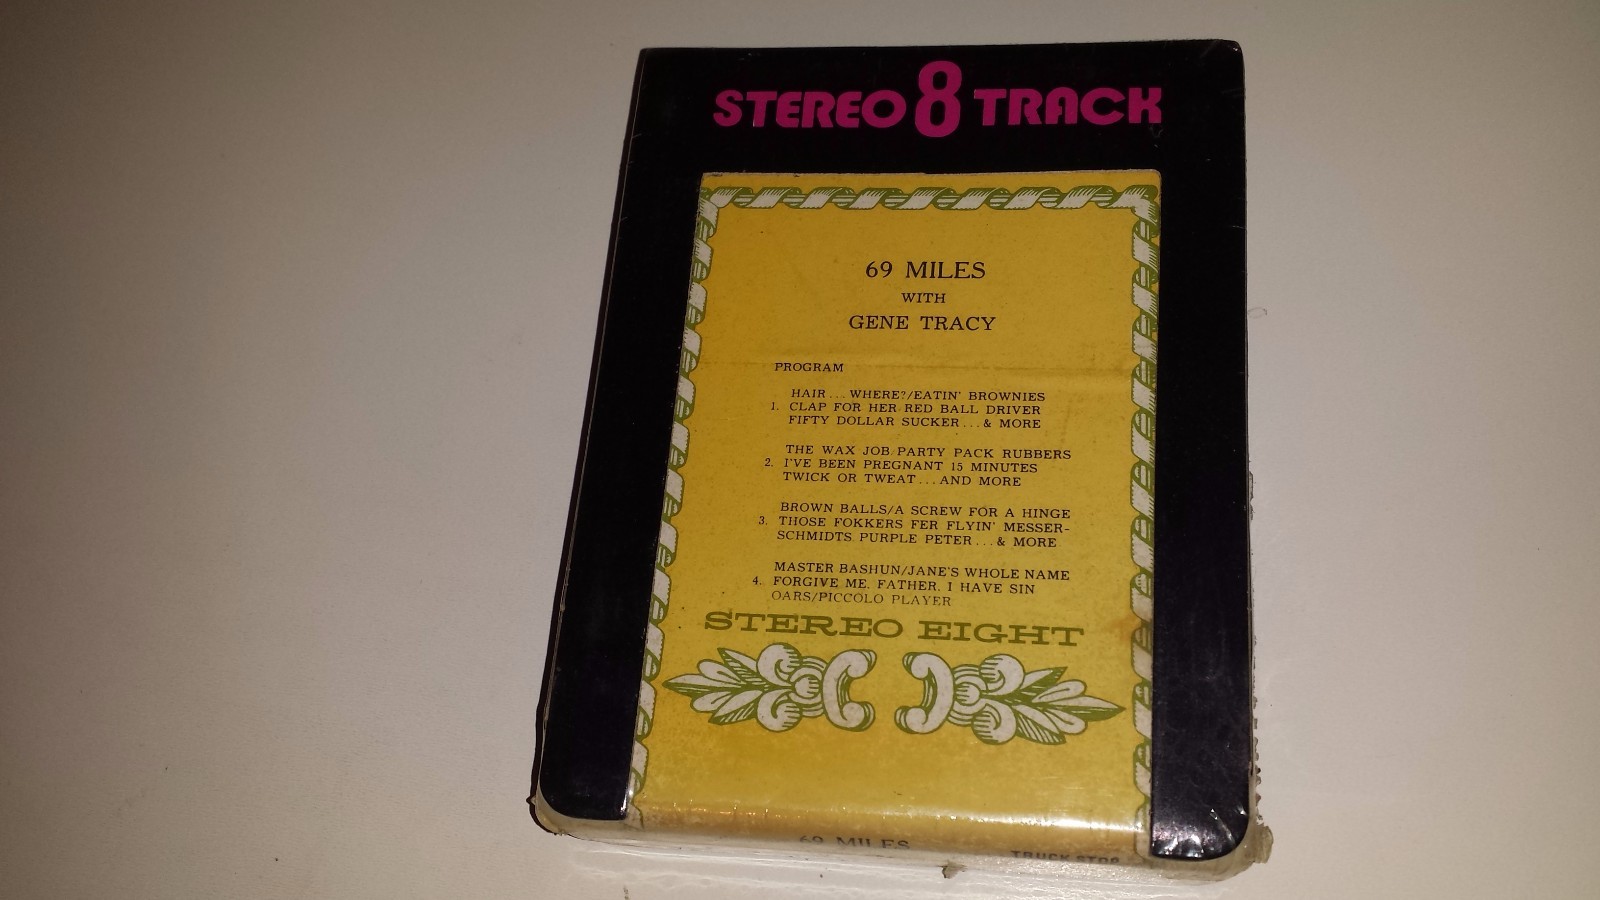 STEREO 8 TRACK
69 MILES
WITH
GENE TRACY
PROGRAM
HAIR... WHERE?/EATIN' BROWNIES
1. CLAP FOR HER RED BALL DRIVER
FIFTY DOLLAR SUCKER...& MORE
THE WAX JOB/PARTY PACK RUBBERS
2. I'VE BEEN PREGNANT 15 MINUTES
TWICK OR TWEAT...AND MORE
BROWN BALLS/A SCREW FOR A HINGE
3. THOSE FOKKERS FER FLYIN' MESSER-
SCHMIDTS. PURPLE PETER...& MORE
MASTER BASHUN/JANE'S WHOLE NAME
4. FORGIVE ME, FATHER, I HAVE SIN
OARS/PICCOLO PLAYER
STEREO EIGHT
69 MILES
TRUCK STOP